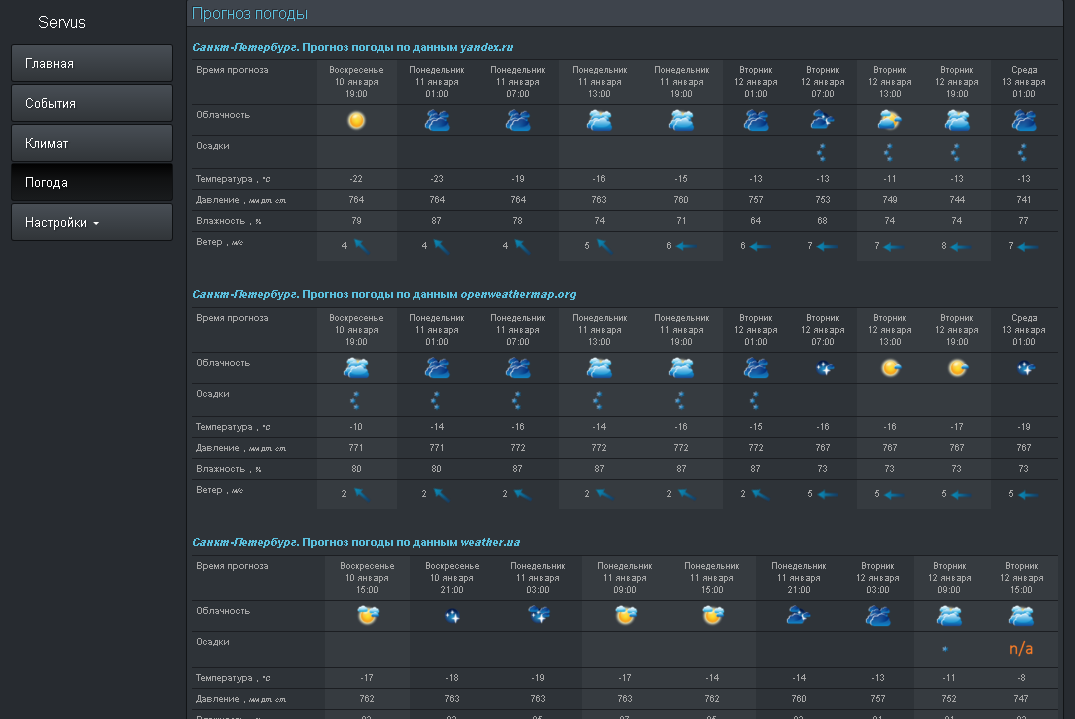 Servus
Главная
События
Климат
Погода
Настройки
Прогноз погоды
Санкт-Петербург. Прогноз погоды по данным yandex.ru
Время прогноза Воскресенье 10 января 19:00 Понедельник 11 января 01:00 Понедельник 11 января 07:00 Понедельник 11 января 13:00 Понедельник 11 января 19:00 Вторник 12 января 01:00 Вторник 12 января 07:00 Вторник 12 января 13:00 Вторник 12 января 19:00 Среда 13 января 01:00
Облачность
Осадки
Температура , °C -22 -23 -19 -16 -15 -13 -13 -11 -13 -13
Давление , мм рт. ст. 764 764 764 763 760 757 753 749 744 741
Влажность , % 79 87 78 74 71 64 68 74 74 77
Ветер , м/с 4 4 4 5 6 6 7 7 8 7
Санкт-Петербург. Прогноз погоды по данным openweathermap.org
Время прогноза Воскресенье 10 января 19:00 Понедельник 11 января 01:00 Понедельник 11 января 07:00 Понедельник 11 января 13:00 Понедельник 11 января 19:00 Вторник 12 января 01:00 Вторник 12 января 07:00 Вторник 12 января 13:00 Вторник 12 января 19:00 Среда 13 января 01:00
Облачность
Осадки
Температура , °C -10 -14 -16 -14 -16 -15 -16 -16 -17 -19
Давление , мм рт. ст. 771 771 772 772 772 772 767 767 767 767
Влажность , % 80 80 87 87 87 87 73 73 73 73
Ветер , м/с 2 2 2 2 2 2 5 5 5 5
Санкт-Петербург. Прогноз погоды по данным weather.ua
Время прогноза Воскресенье 10 января 15:00 Воскресенье 10 января 21:00 Понедельник 11 января 03:00 Понедельник 11 января 09:00 Понедельник 11 января 15:00 Понедельник 11 января 21:00 Вторник 12 января 03:00 Вторник 12 января 09:00 Вторник 12 января 15:00
Облачность
Осадки n/a
Температура , °C -17 -18 -19 -17 -14 -14 -13 -11 -8
Давление , мм рт. ст. 762 763 763 763 762 760 757 752 747